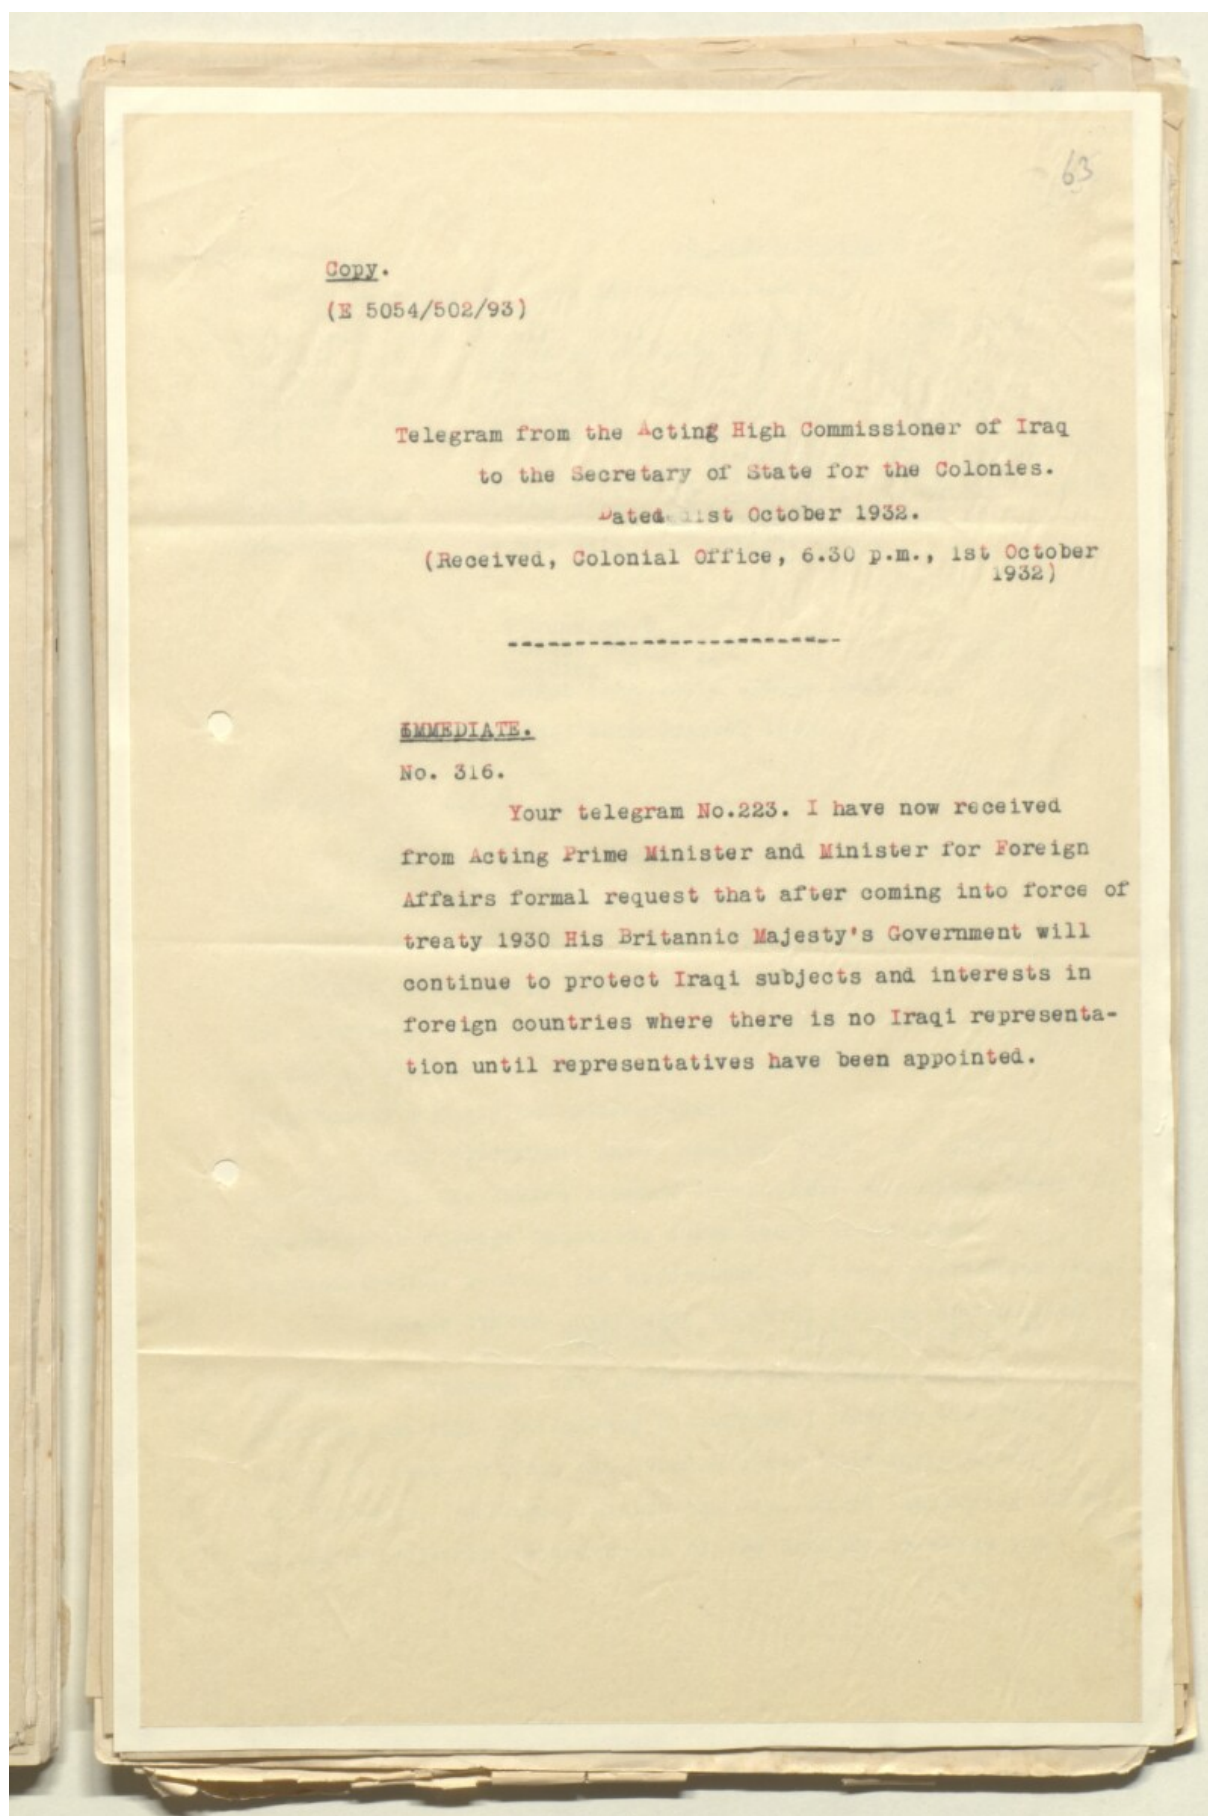 63
Copy.
(E 5054/502/93)
Telegram from the Acting High Commissioner of Iraq
to the Secretary of State for the Colonies.
Dated 1st October 1932.
(Received, Colonial Office, 6.30 p.m., 1st October
1932)
-------------------------
IMMEDIATE.
No. 316.
Your telegram No.223. I have now received
from Acting Prime Minister and Minister for Foreign
Affairs formal request that after coming into force of
treaty 1930 His Britannic Majesty's Government will
continue to protect Iraqi subjects and interests in
foreign countries where there is no Iraqi representa-
tion until representatives have been appointed.